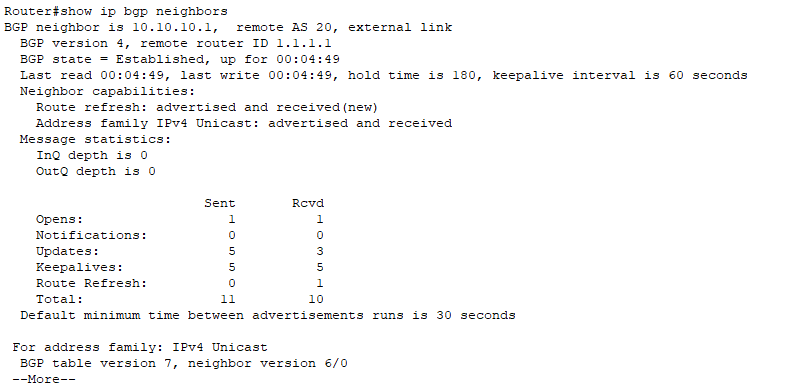 Router#show ip bgp neighbors
BGP neighbor is 10.10.10.1,  remote AS 20, external link
  BGP version 4, remote router ID 1.1.1.1
  BGP state = Established, up for 00:04:49
  Last read 00:04:49, last write 00:04:49, hold time is 180, keepalive interval is 60 seconds
  Neighbor capabilities:
    Route refresh: advertised and received(new)
    Address family IPv4 Unicast: advertised and received
  Message statistics:
    InQ depth is 0
    OutQ depth is 0
                         Sent       Rcvd
    Opens:                  1          1
    Notifications:          0          0
    Updates:                5          3
    Keepalives:             5          5
    Route Refresh:          0          1
    Total:                 11         10
  Default minimum time between advertisements runs is 30 seconds
 For address family: IPv4 Unicast
  BGP table version 7, neighbor version 6/0
 --More--